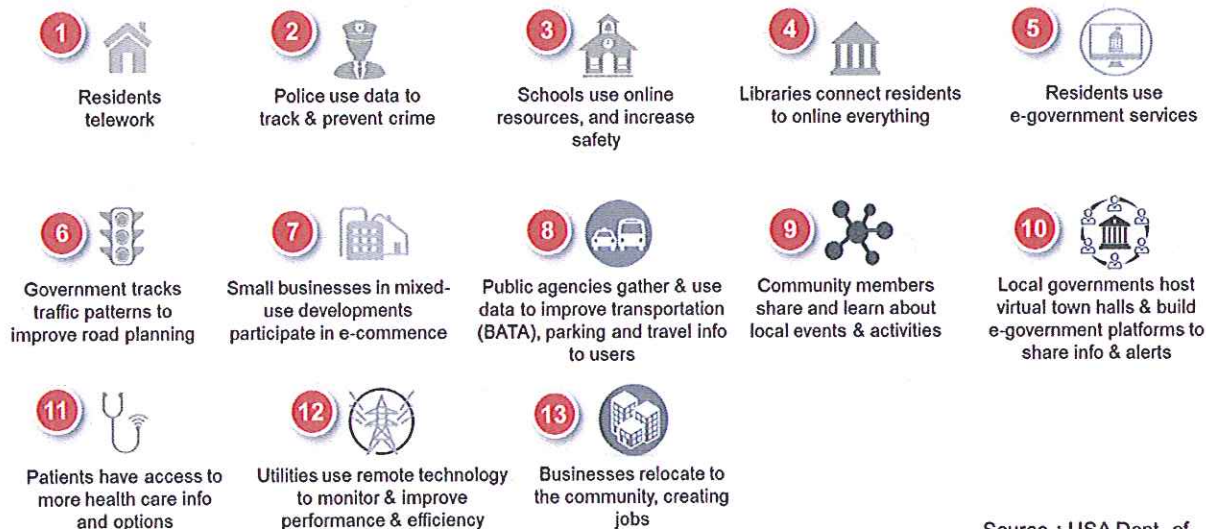 1
Residents
telework
2
Police use data to
track & prevent crime
3
Schools use online
resources, and increase
safety
4
Libraries connect residents
to online everything
5
Residents use
e-government services
6
Government tracks
traffic patterns to
improve road planning
7
Small businesses in mixed-
use developments
participate in e-commence
8
Public agencies gather & use
data to improve transportation
(BATA), parking and travel info
to users
9
Community members
share and learn about
local events & activities
10
Local governments host
virtual town halls & build
e-government platforms to
share info & alerts
11
Patients have access to
more health care info
and options
12
Utilities use remote technology
to monitor & improve
performance & efficiency
13
Businesses relocate to
the community, creating
jobs
Source : USA Dept. of